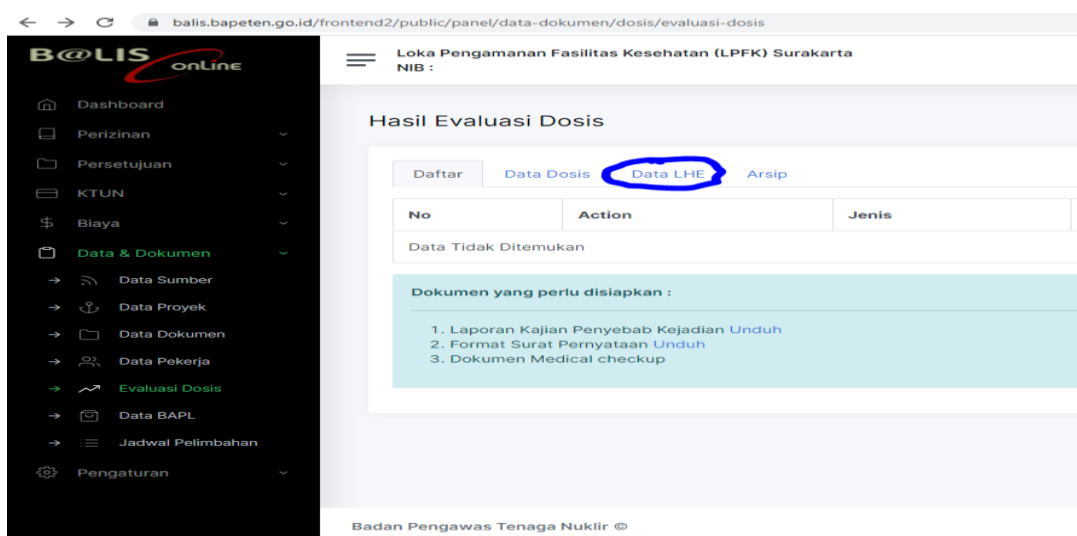 balis.bapeten.go.id/frontend2/public/panel/data-dokumen/dosis/evaluasi-dosis
B@LIS onLine
Loka Pengamanan Fasilitas Kesehatan (LPFK) Surakarta
NIB :
Dashboard
Perizinan
Persetujuan
KTUN
Biaya
Data & Dokumen
Data Sumber
Data Proyek
Data Dokumen
Data Pekerja
Evaluasi Dosis
Data BAPL
Jadwal Pelimbahan
Pengaturan
Hasil Evaluasi Dosis
Daftar Data Dosis Data LHE Arsip
No Action Jenis
Data Tidak Ditemukan
Dokumen yang perlu disiapkan :
1. Laporan Kajian Penyebab Kejadian Unduh
2. Format Surat Pernyataan Unduh
3. Dokumen Medical checkup
Badan Pengawas Tenaga Nuklir ©